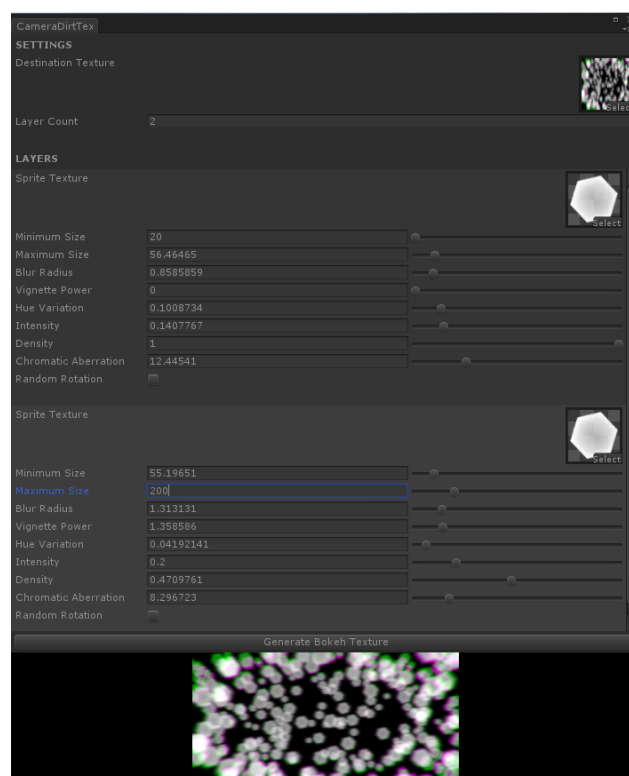 CameraDirtTex
SETTINGS
Destination Texture
Select
Layer Count 2
LAYERS
Sprite Texture
Select
Minimum Size 20
Maximum Size 56.46465
Blur Radius 0.8585859
Vignette Power 0
Hue Variation 0.1008734
Intensity 0.1407767
Density 1
Chromatic Aberration 12.44541
Random Rotation
Sprite Texture
Select
Minimum Size 55.19651
Maximum Size 200
Blur Radius 1.313131
Vignette Power 1.358586
Hue Variation 0.04192141
Intensity 0.2
Density 0.4709761
Chromatic Aberration 8.296723
Random Rotation
Generate Bokeh Texture